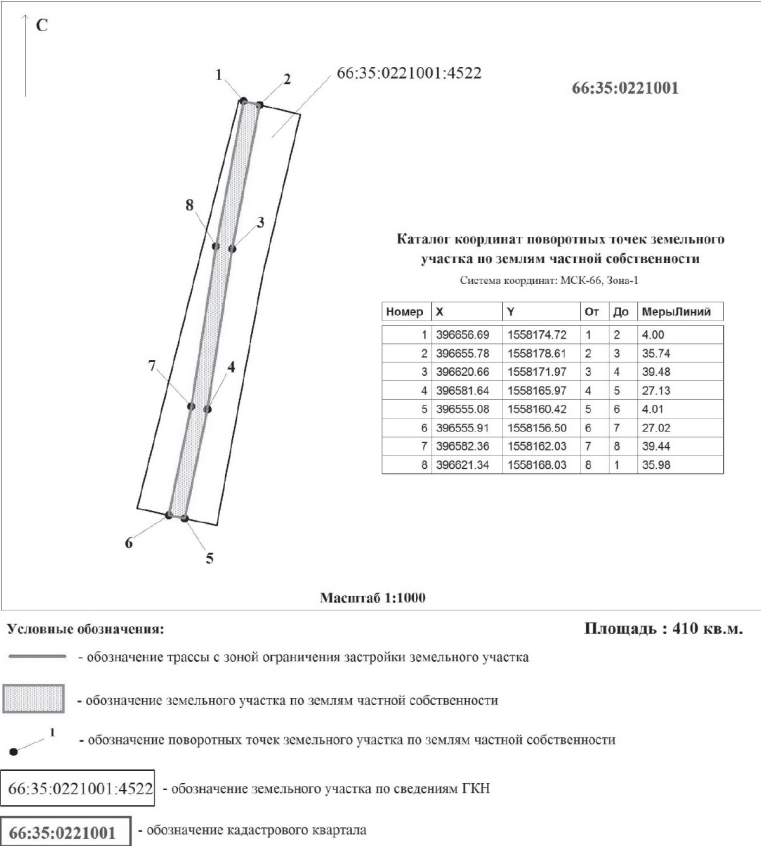 С
1
2
66:35:0221001:4522
66:35:0221001
8
3
Каталог координат поворотных точек земельного
участка по землям частной собственности
Система координат: МСК-66, Зона-1
Номер X Y От До МерыЛиний
1 396656.69 1558174.72 1 2 4.00
2 396655.78 1558178.61 2 3 35.74
3 396620.66 1558171.97 3 4 39.48
4 396581.64 1558165.97 4 5 27.13
5 396555.08 1558160.42 5 6 4.01
6 396555.91 1558156.50 6 7 27.02
7 396582.36 1558162.03 7 8 39.44
8 396621.34 1558168.03 8 1 35.98
7
4
6
5
Масштаб 1:1000
Условные обозначения:
Площадь : 410 кв.м.
- обозначение трассы с зоной ограничения застройки земельного участка
- обозначение земельного участка по землям частной собственности
1
- обозначение поворотных точек земельного участка по землям частной собственности
66:35:0221001:4522 - обозначение земельного участка по сведениям ГКН
66:35:0221001 - обозначение кадастрового квартала